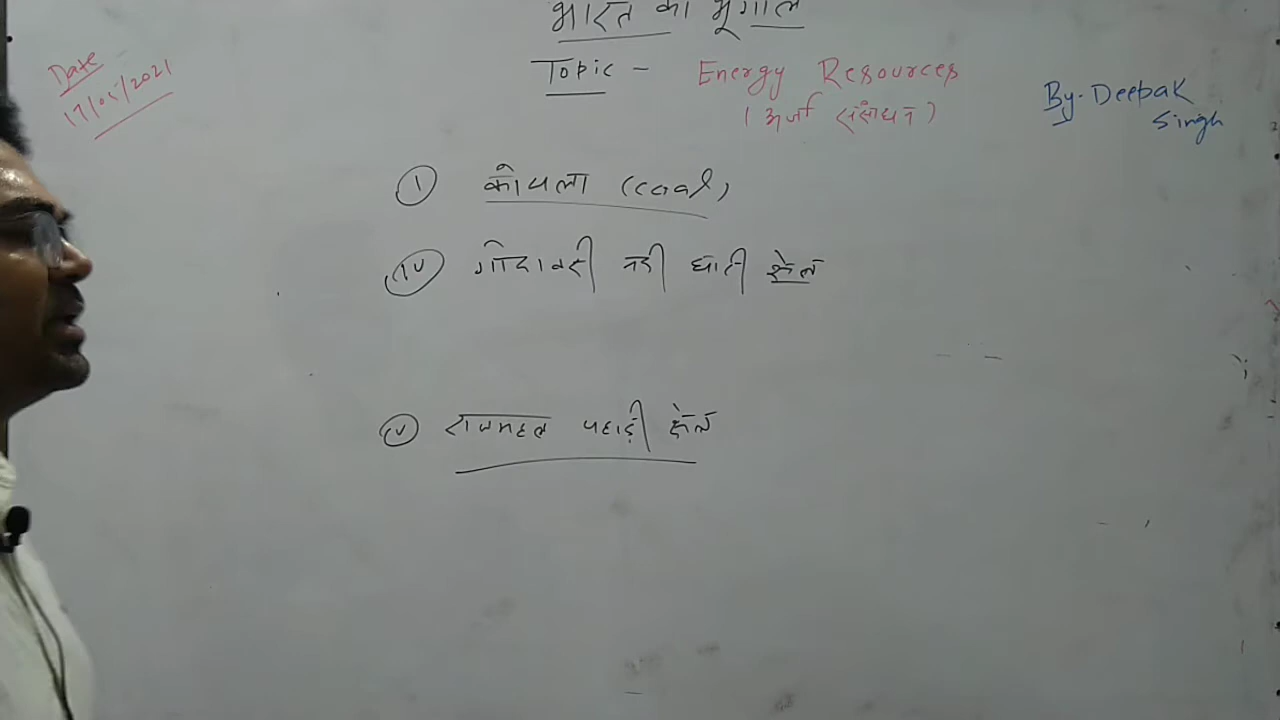 भारत का भूगोल
Topic - Energy Resources
(ऊर्जा संसाधन)
Date
17/05/2021
By-Deepak
Singh
① कोयला (coal)
(iv) गोदावरी नदी घाटी क्षेत्र
(v) राजमहल पहाड़ी क्षेत्र